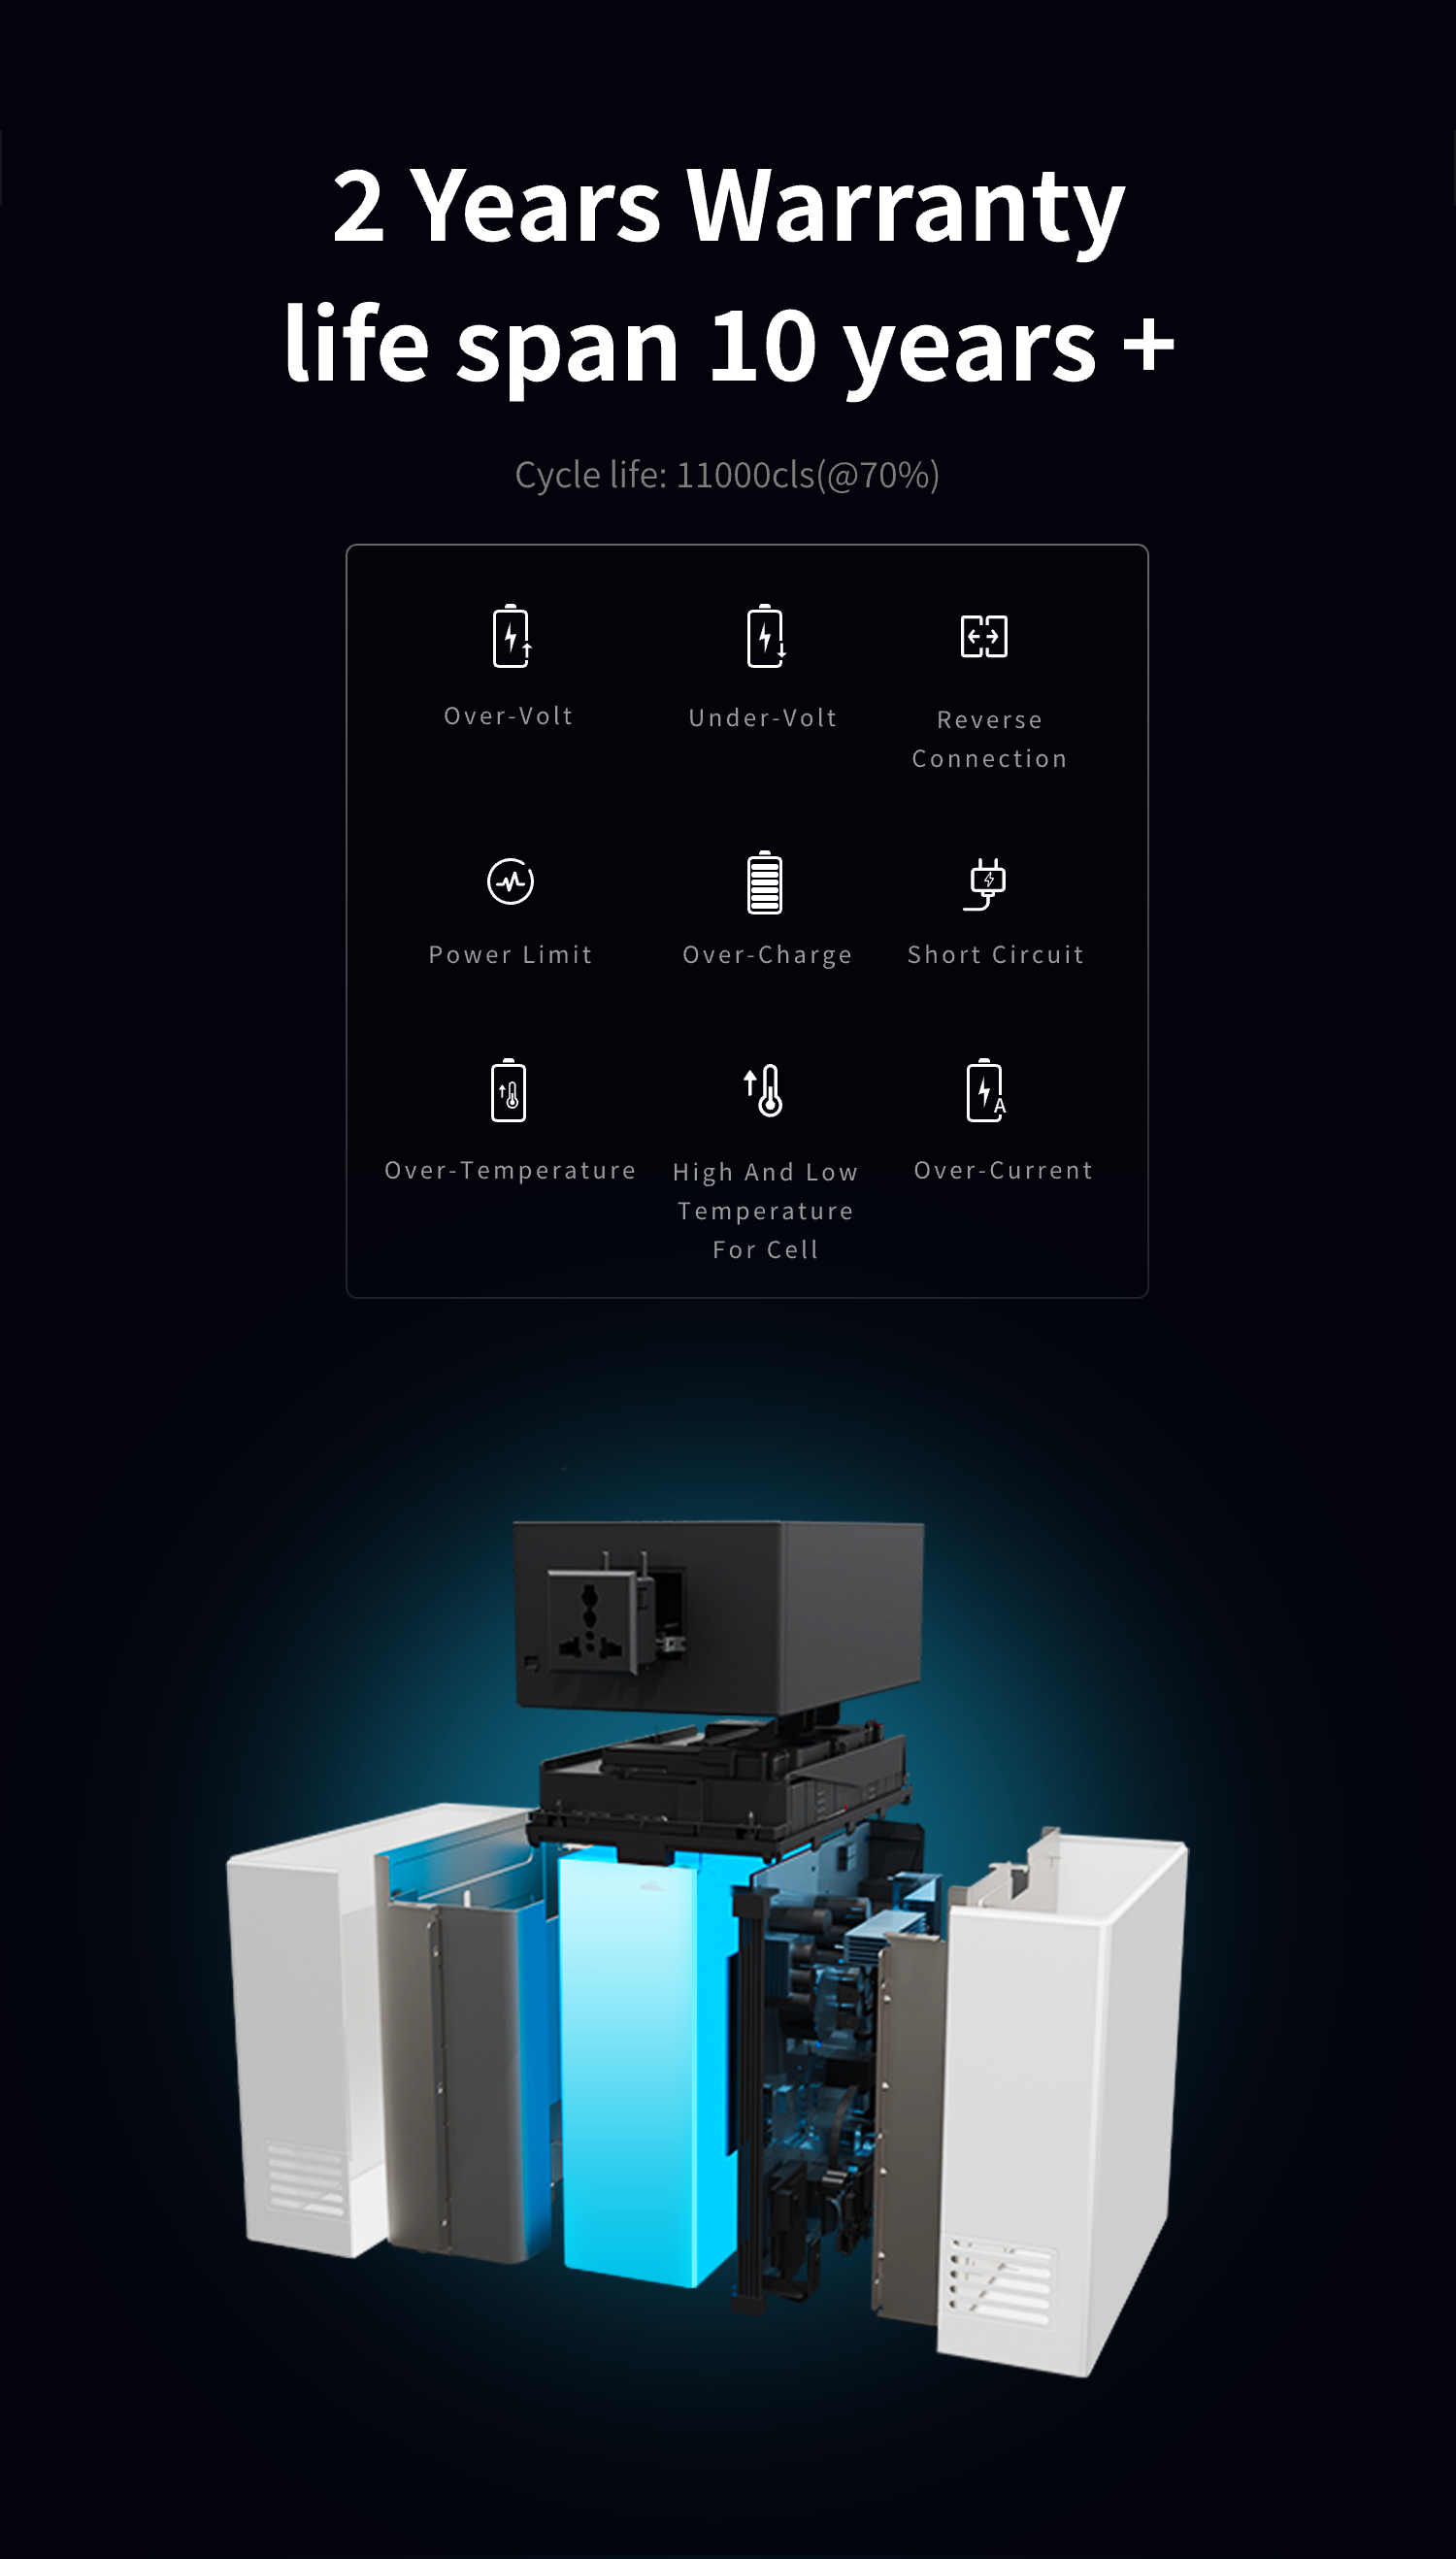 2 Years Warranty
life span 10 years +
Cycle life: 11000cls(@70%)
Over-Volt
Under-Volt
Reverse
Connection
Power Limit
Over-Charge
Short Circuit
A
Over-Temperature
High And Low
Temperature
For Cell
Over-Current